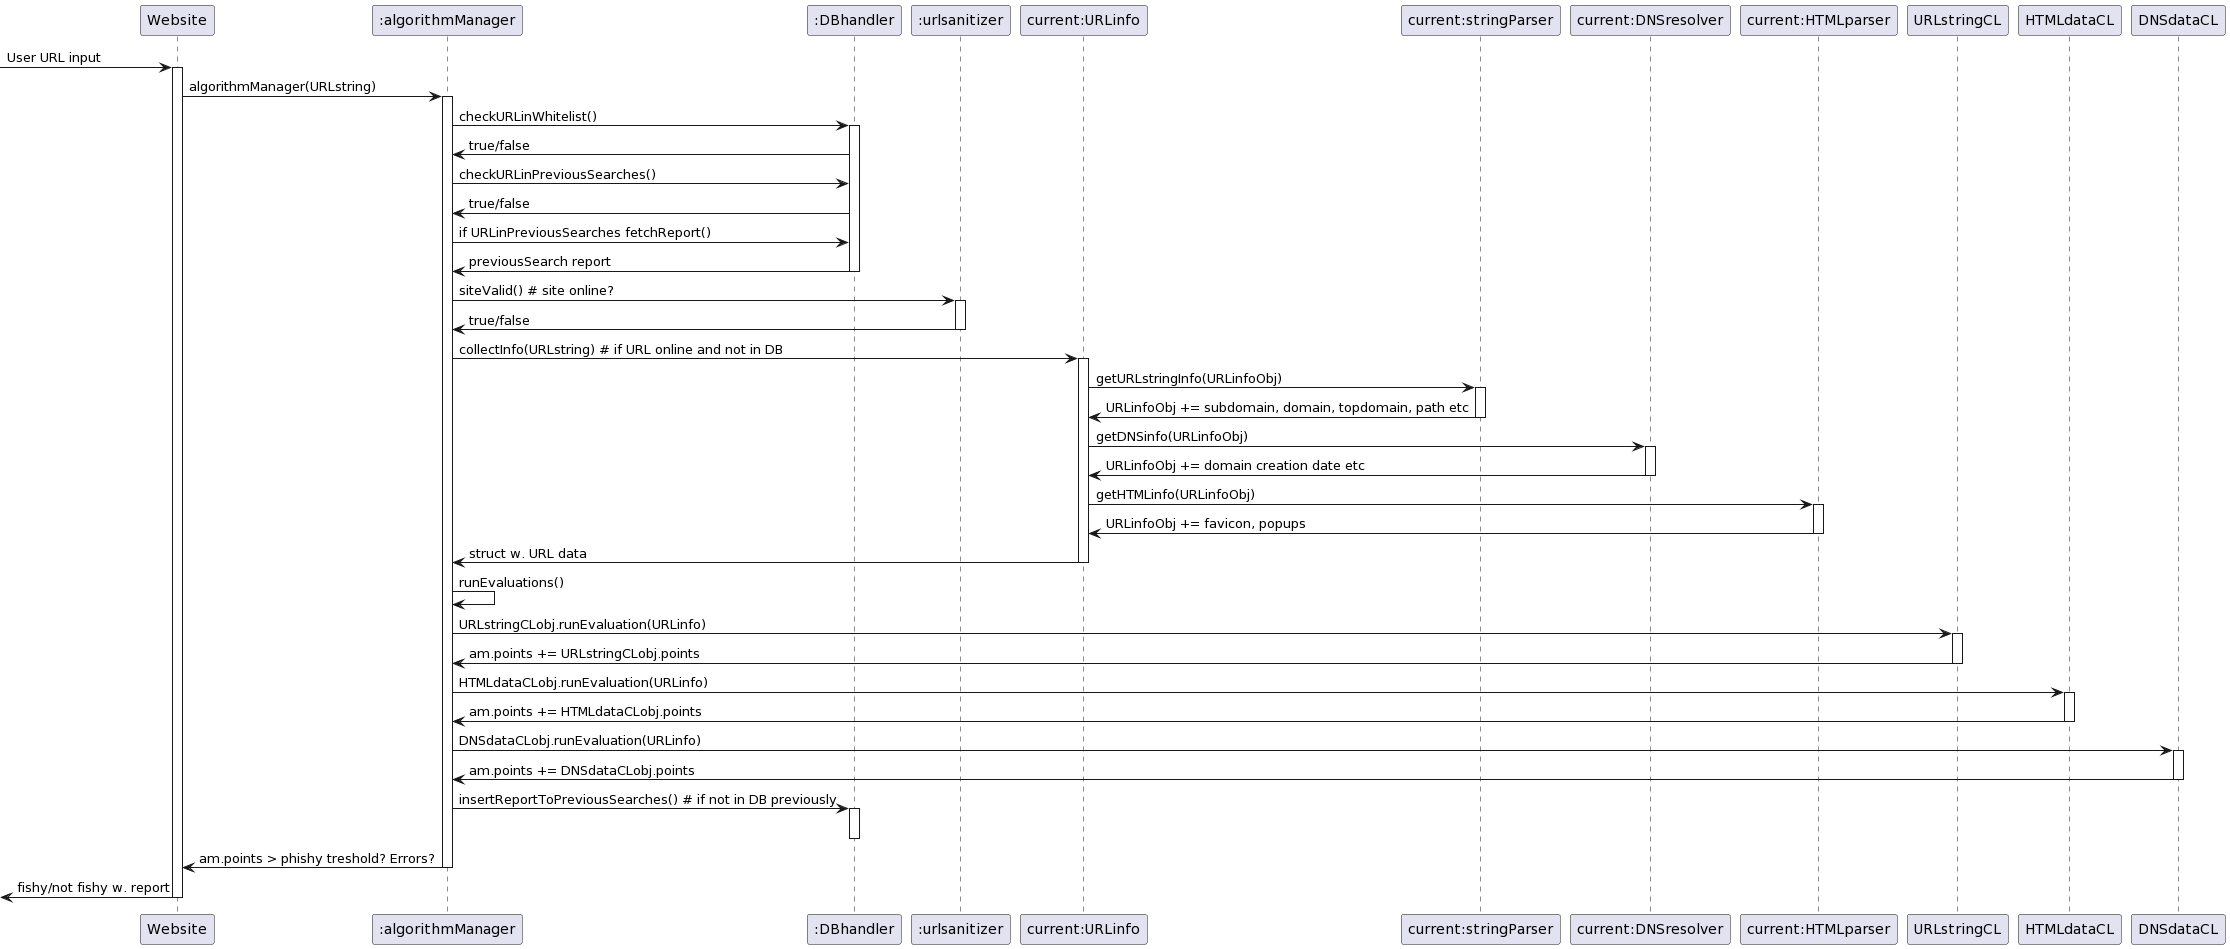 Website
:algorithmManager
:DBhandler
:urlsanitizer
current:URLinfo
current:stringParser
current:DNSresolver
current:HTMLparser
URLstringCL
HTMLdataCL
DNSdataCL
User URL input
algorithmManager(URLstring)
checkURLinWhitelist()
true/false
checkURLinPreviousSearches()
true/false
if URLinPreviousSearches fetchReport()
previousSearch report
siteValid() # site online?
true/false
collectInfo(URLstring) # if URL online and not in DB
getURLstringInfo(URLinfoObj)
URLinfoObj += subdomain, domain, topdomain, path etc
getDNSinfo(URLinfoObj)
URLinfoObj += domain creation date etc
getHTMLinfo(URLinfoObj)
URLinfoObj += favicon, popups
struct w. URL data
runEvaluations()
URLstringCLobj.runEvaluation(URLinfo)
am.points += URLstringCLobj.points
HTMLdataCLobj.runEvaluation(URLinfo)
am.points += HTMLdataCLobj.points
DNSdataCLobj.runEvaluation(URLinfo)
am.points += DNSdataCLobj.points
insertReportToPreviousSearches() # if not in DB previously
am.points > phishy treshold? Errors?
fishy/not fishy w. report
Website
:algorithmManager
:DBhandler
:urlsanitizer
current:URLinfo
current:stringParser
current:DNSresolver
current:HTMLparser
URLstringCL
HTMLdataCL
DNSdataCL